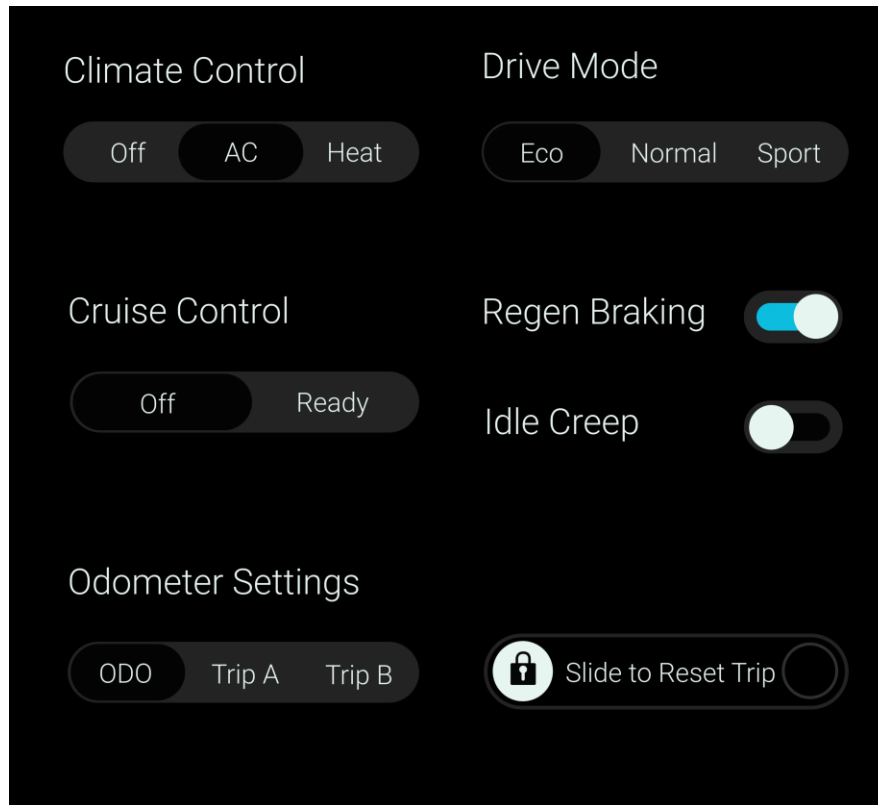 Climate Control
Off AC Heat
Drive Mode
Eco Normal Sport
Cruise Control
Off Ready
Regen Braking
Idle Creep
Odometer Settings
ODO Trip A Trip B
Slide to Reset Trip